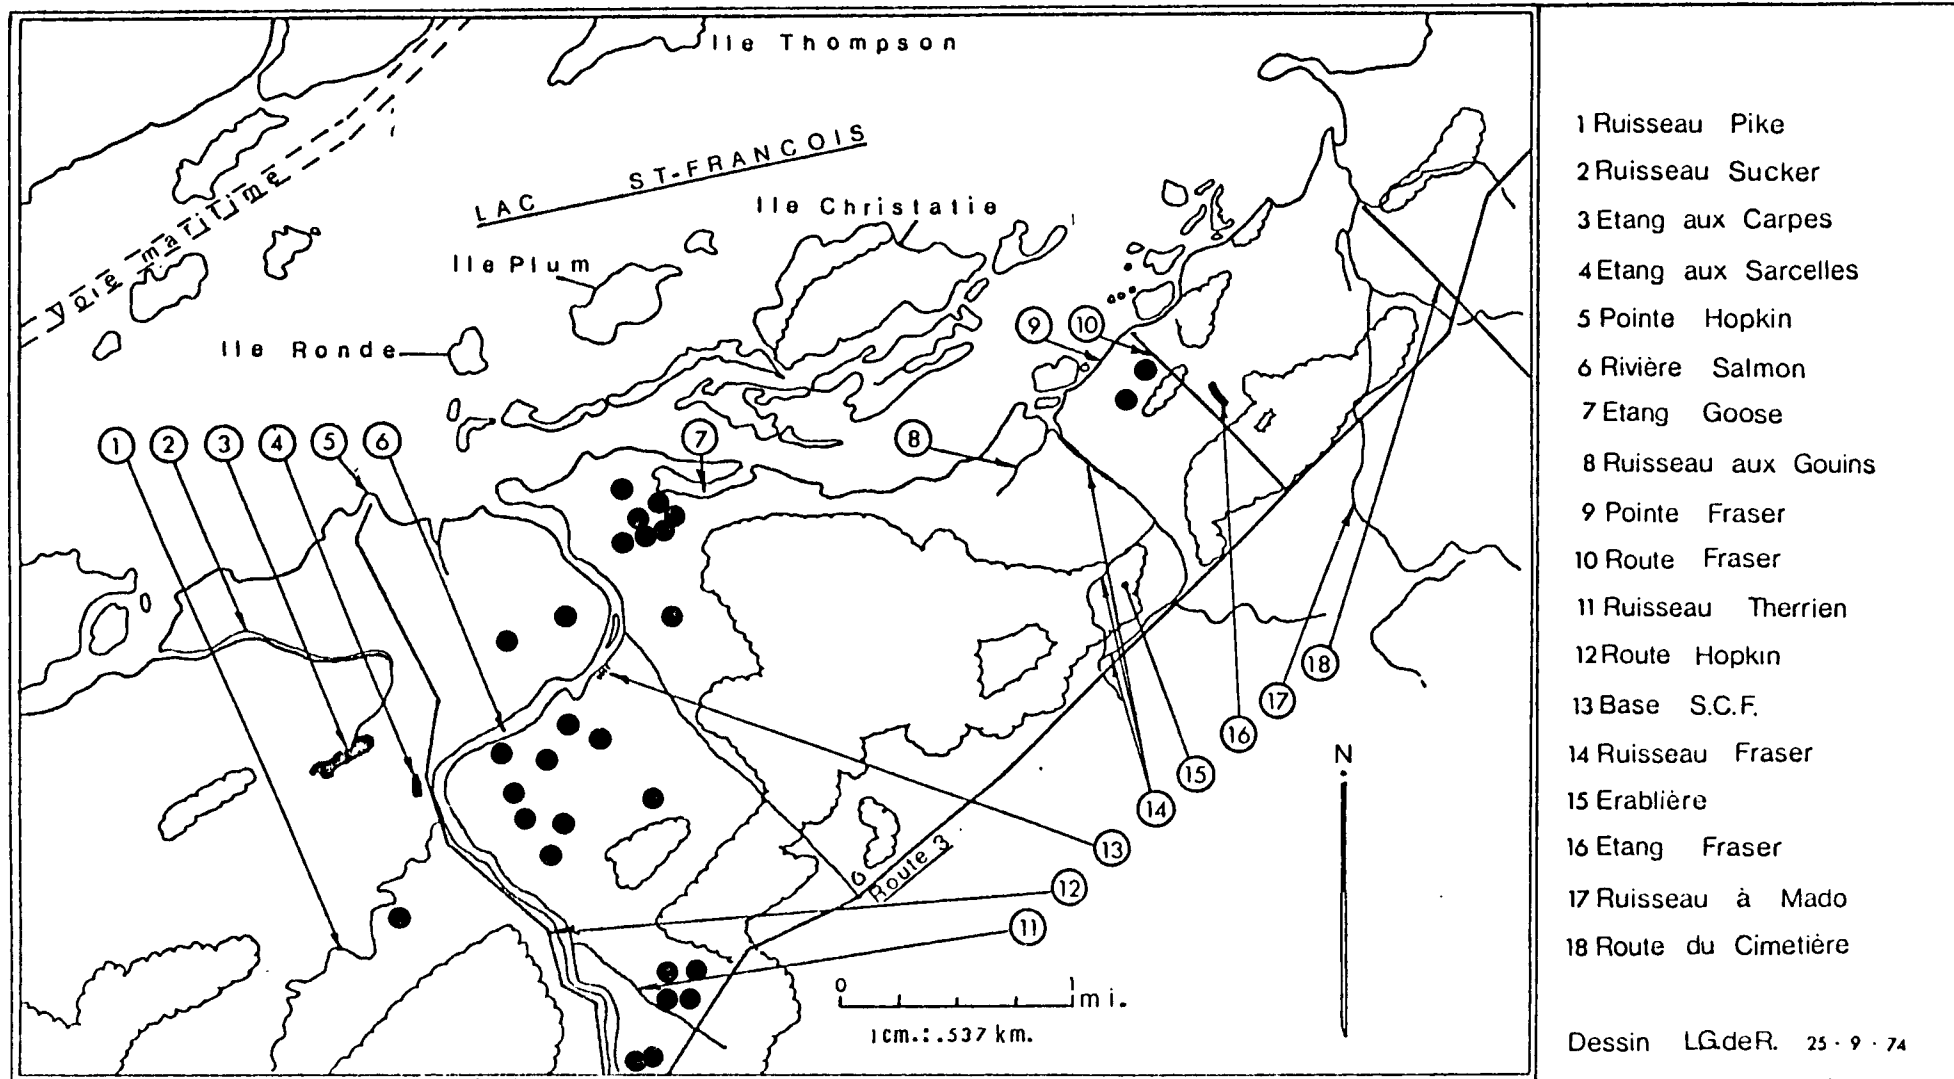 Ile Thompson
LAC ST-FRANCOIS
Voie maritime
Ile Christatie
Ile Plum
Ile Ronde
9
10
1
2
3
4
5
6
7
8
18
17
16
15
14
13
12
11
N
Route 3
0 1 mi.
1cm.:.537 km.
1 Ruisseau Pike
2 Ruisseau Sucker
3 Etang aux Carpes
4 Etang aux Sarcelles
5 Pointe Hopkin
6 Rivière Salmon
7 Etang Goose
8 Ruisseau aux Gouins
9 Pointe Fraser
10 Route Fraser
11 Ruisseau Therrien
12 Route Hopkin
13 Base S.C.F.
14 Ruisseau Fraser
15 Erablière
16 Etang Fraser
17 Ruisseau à Mado
18 Route du Cimetière
Dessin L.G.deR. 25 · 9 · 74